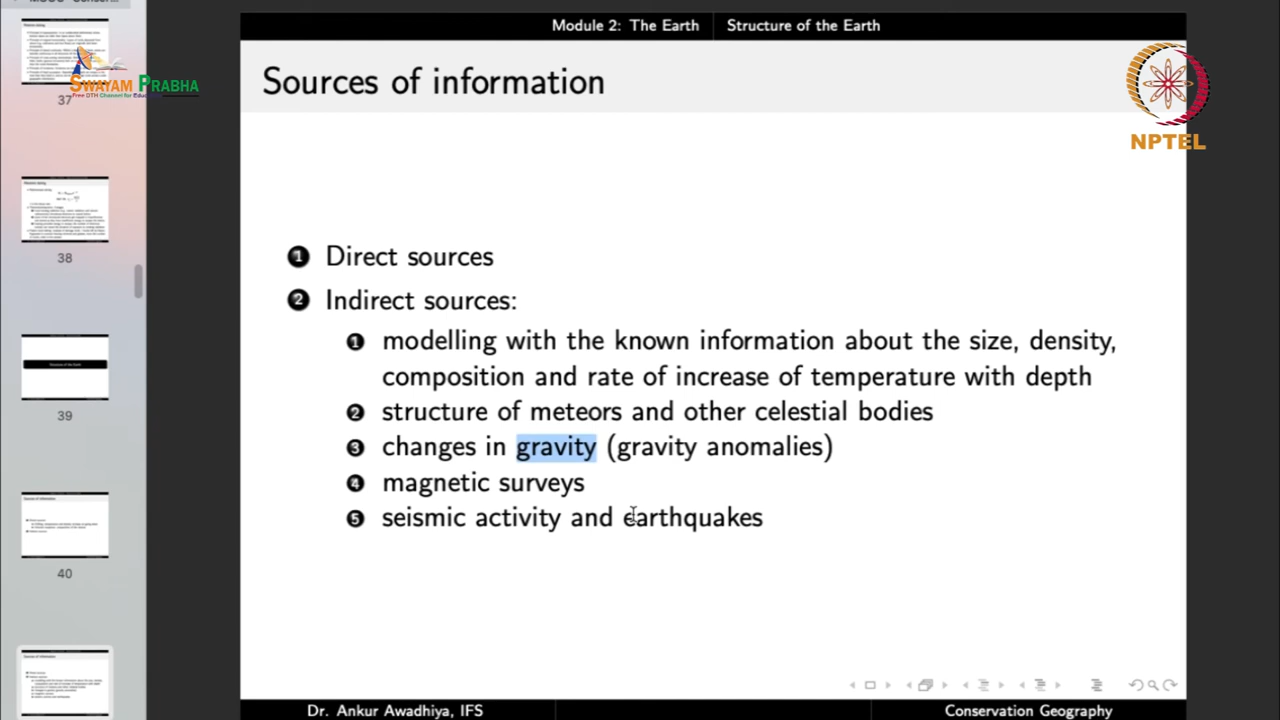 Module 2: The Earth
Structure of the Earth
Sources of information
SWAYAM PRABHA
NPTEL
37
38
39
40
1 Direct sources
2 Indirect sources:
1 modelling with the known information about the size, density,
composition and rate of increase of temperature with depth
2 structure of meteors and other celestial bodies
3 changes in gravity (gravity anomalies)
4 magnetic surveys
5 seismic activity and earthquakes
Dr. Ankur Awadhiya, IFS
Conservation Geography